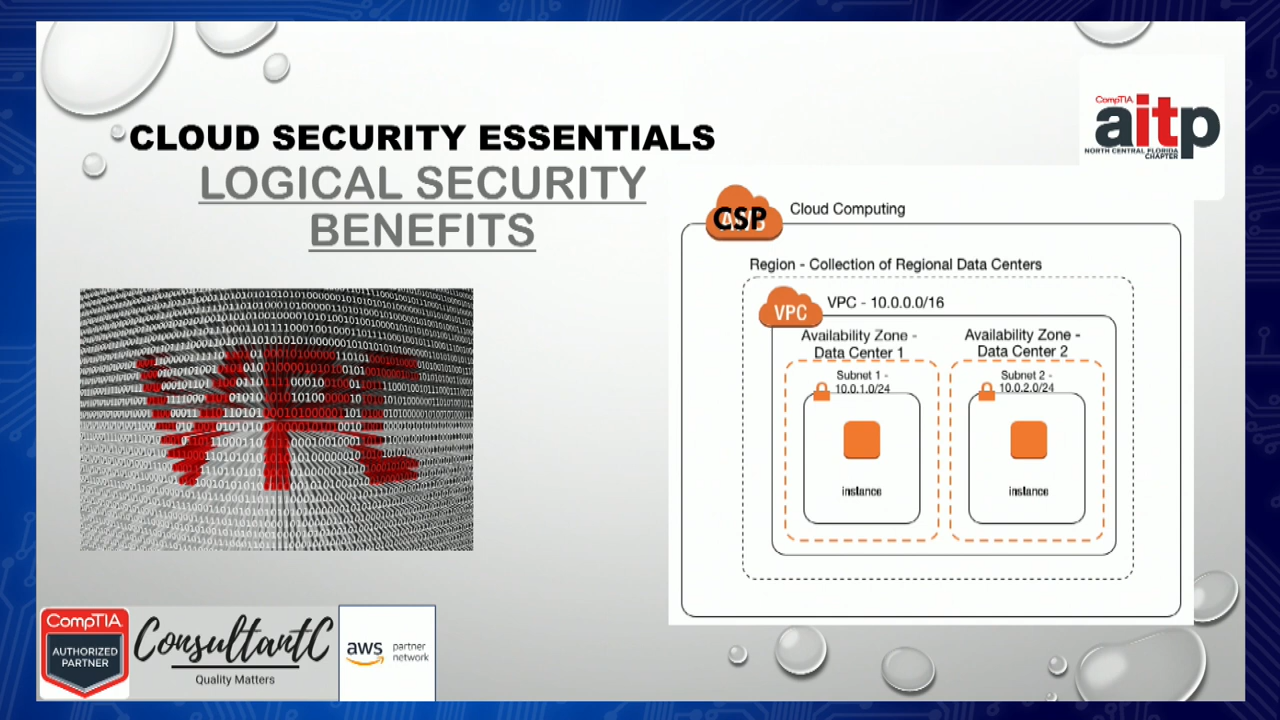 CLOUD SECURITY ESSENTIALS
LOGICAL SECURITY
BENEFITS
CompTIA
aitp
NORTH CENTRAL FLORIDA
CHAPTER
CSP
Cloud Computing
Region - Collection of Regional Data Centers
VPC
VPC - 10.0.0.0/16
Availability Zone -
Data Center 1
Subnet 1 -
10.0.1.0/24
instance
Availability Zone -
Data Center 2
Subnet 2 -
10.0.2.0/24
instance
CompTIA
AUTHORIZED
PARTNER
ConsultantC
Quality Matters
aws
partner
network